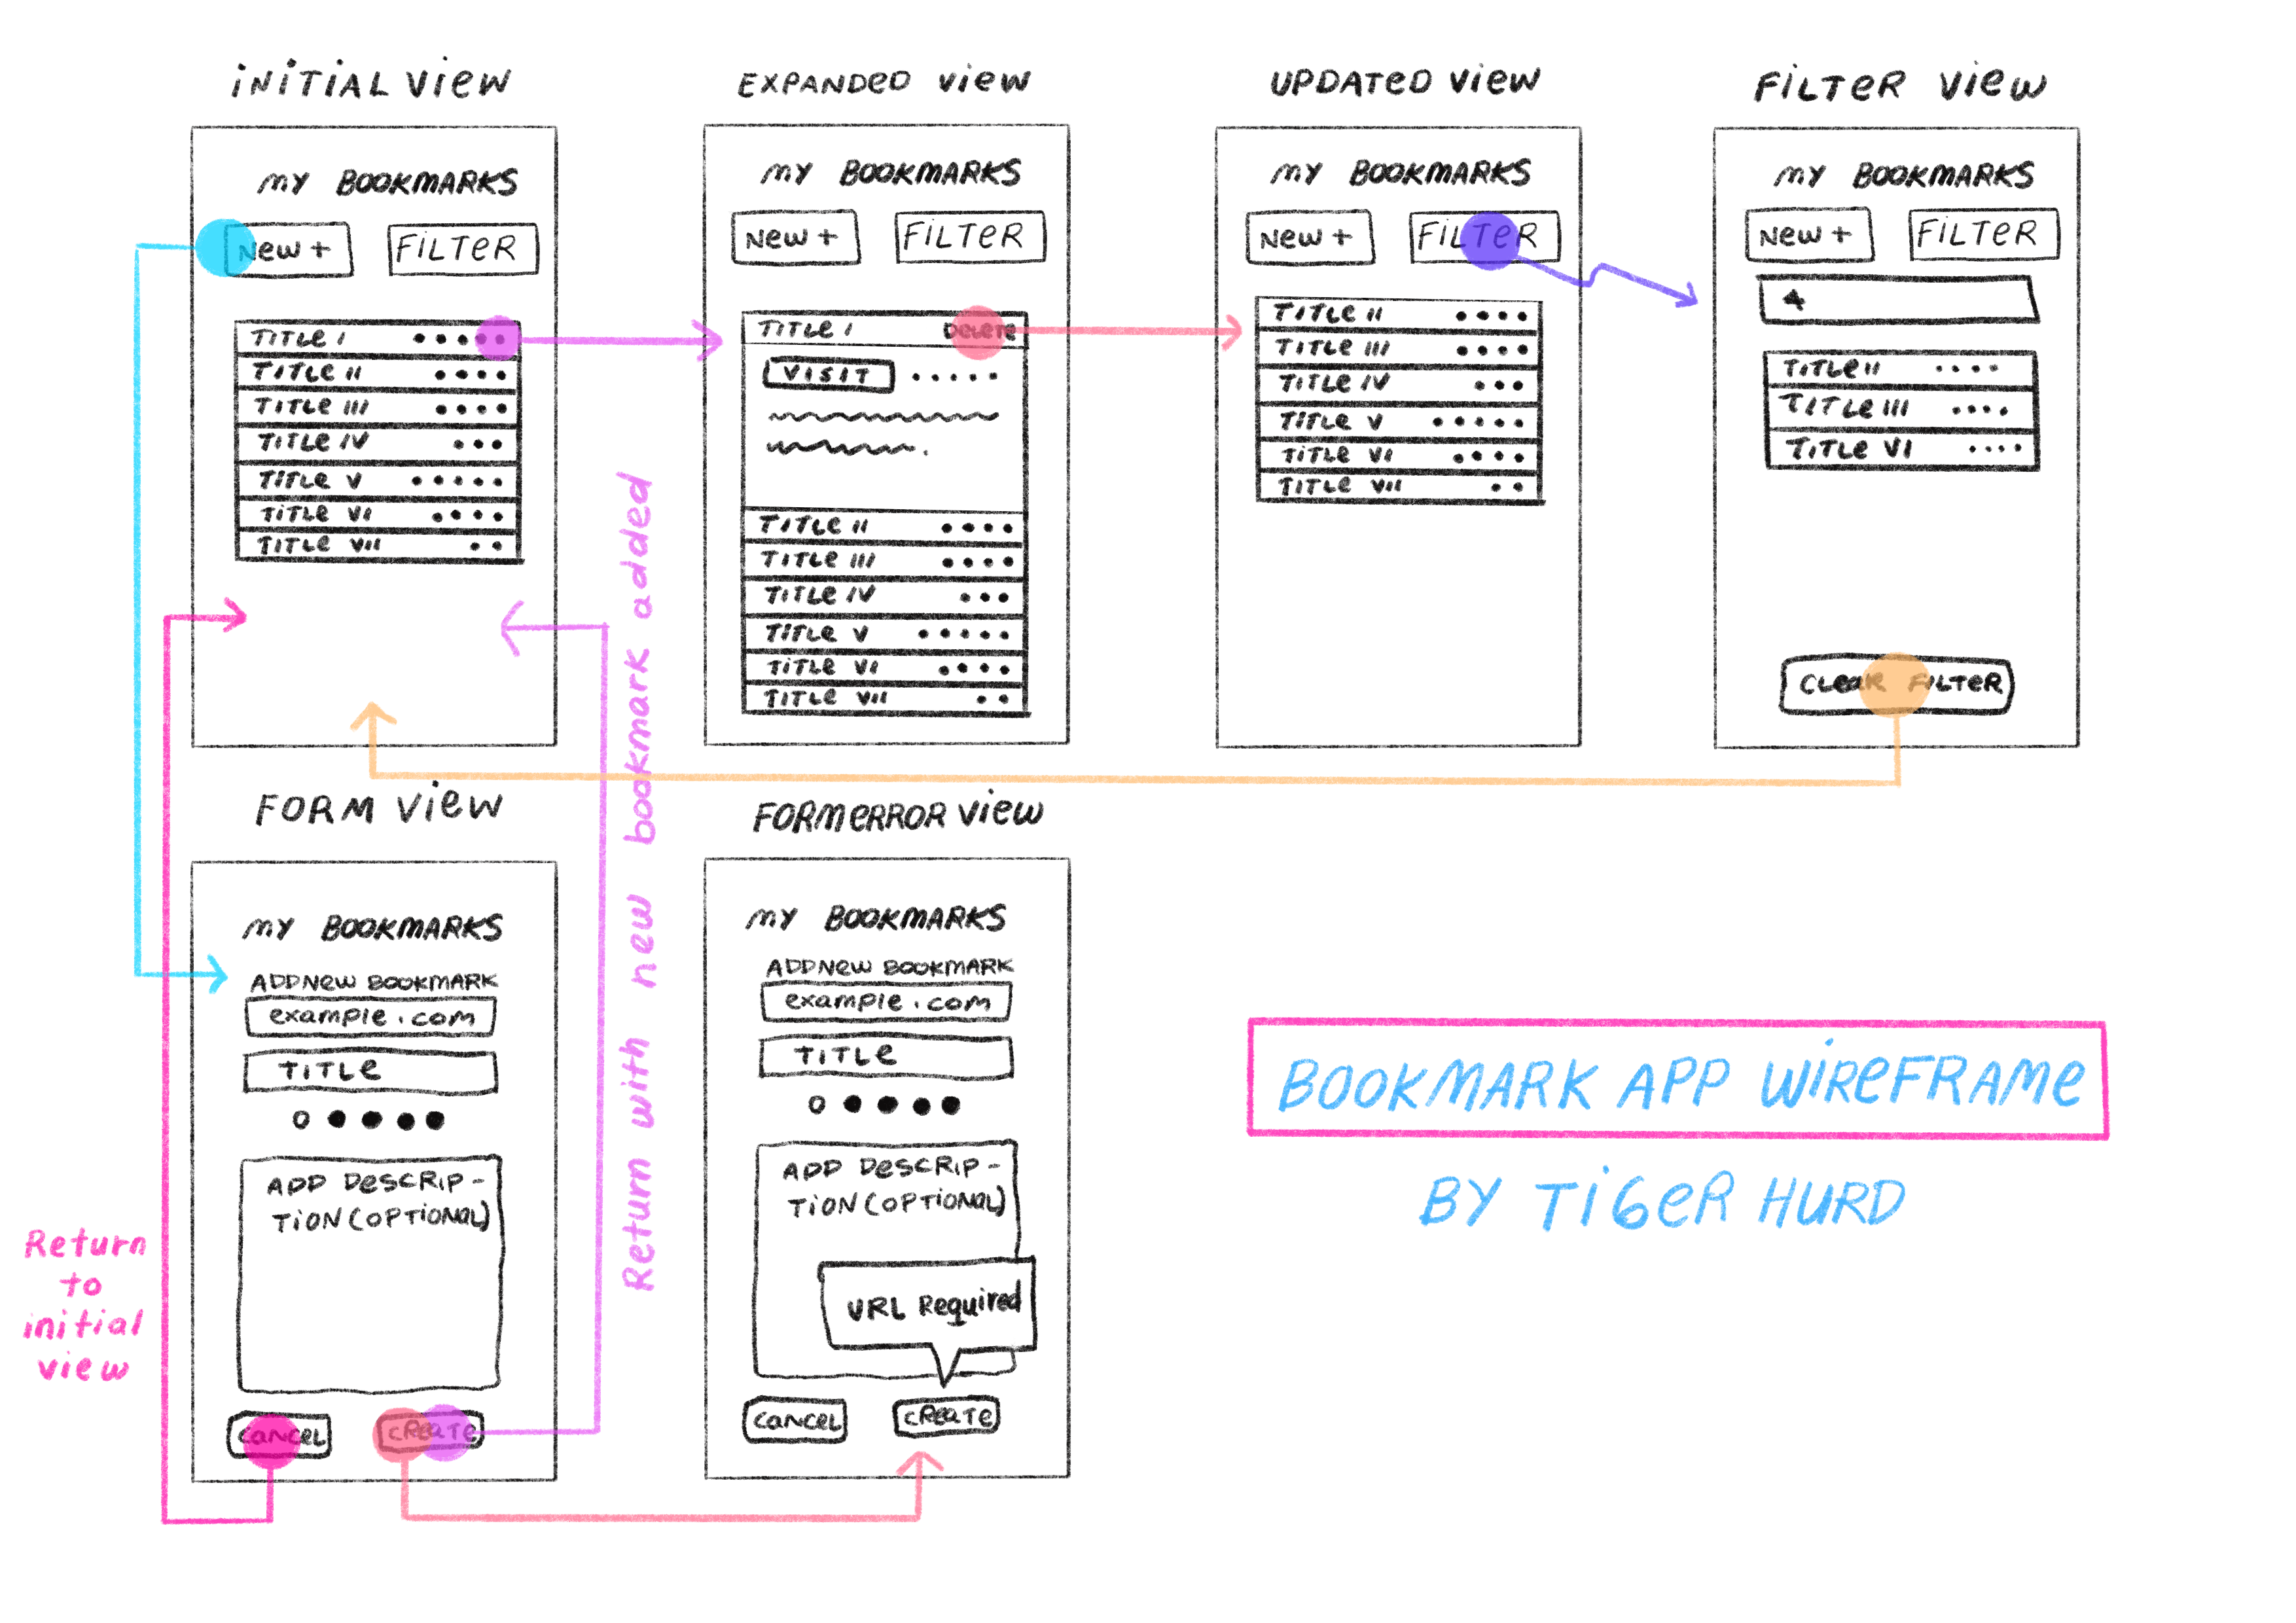 INITIAL VIEW
MY BOOKMARKS
NEW +
FILTER
TITLE I
TITLE II
TITLE III
TITLE IV
TITLE V
TITLE VI
TITLE VII
EXPANDED VIEW
MY BOOKMARKS
NEW +
FILTER
TITLE I
DELETE
VISIT
TITLE II
TITLE III
TITLE IV
TITLE V
TITLE VI
TITLE VII
UPDATED VIEW
MY BOOKMARKS
NEW +
FILTER
TITLE II
TITLE III
TITLE IV
TITLE V
TITLE VI
TITLE VII
FILTER VIEW
MY BOOKMARKS
NEW +
FILTER
4
TITLE II
TITLE III
TITLE VI
CLEAR FILTER
Return with new bookmark added
FORM VIEW
MY BOOKMARKS
ADD NEW BOOKMARK
example.com
TITLE
ADD DESCRIP-
TION (OPTIONAL)
CANCEL
CREATE
Return
to
initial
view
FORM ERROR VIEW
MY BOOKMARKS
ADD NEW BOOKMARK
example.com
TITLE
ADD DESCRIP-
TION (OPTIONAL)
URL Required
CANCEL
CREATE
BOOKMARK APP WIREFRAME
BY TIGER HURD